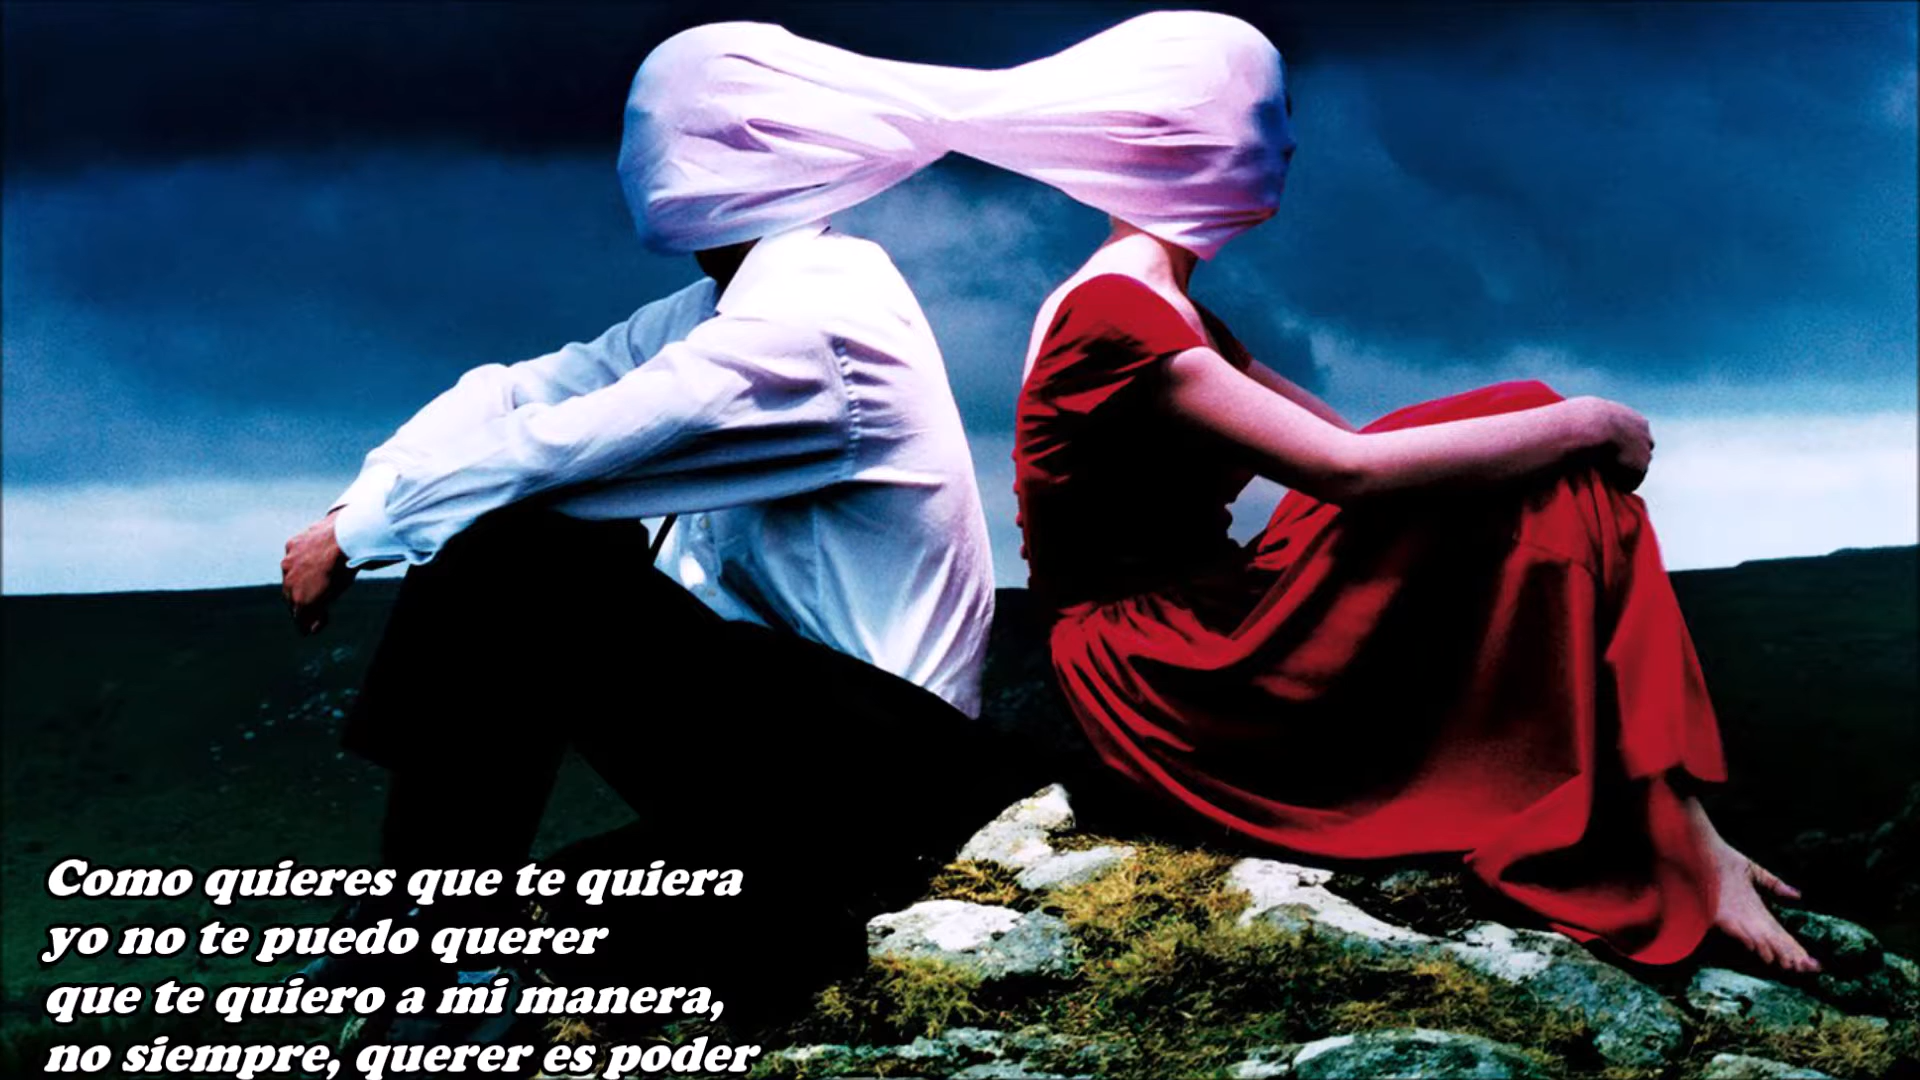 Como quieres que te quiera
yo no te puedo querer
que te quiero a mi manera,
no siempre, querer es poder